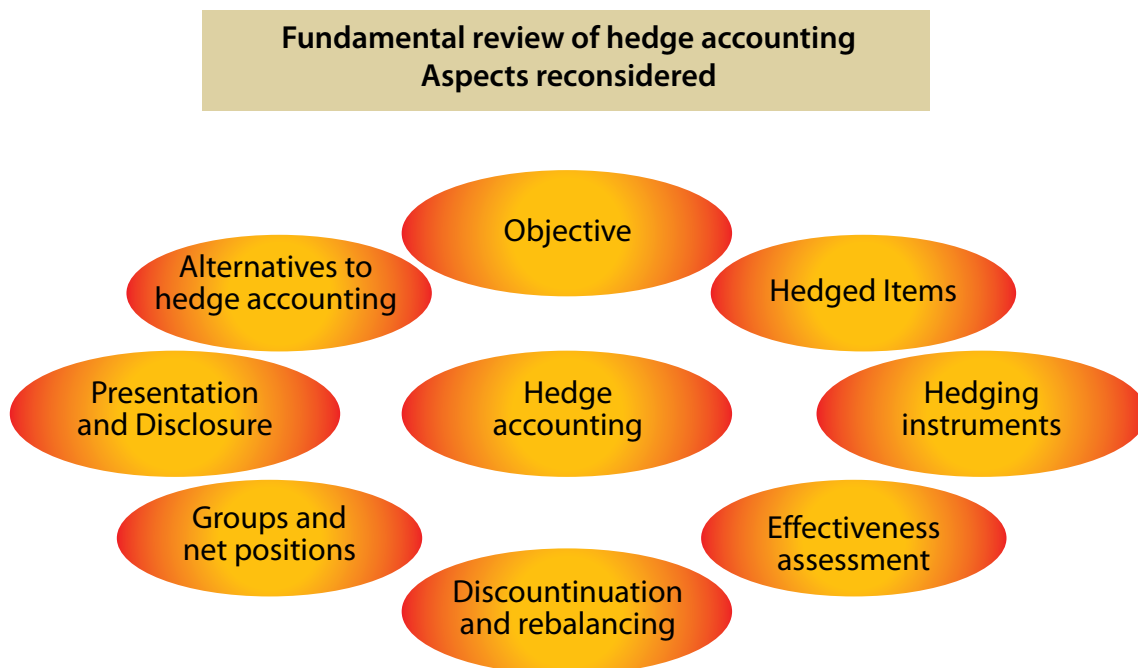 Fundamental review of hedge accounting
Aspects reconsidered
Objective
Alternatives to
hedge accounting
Hedged Items
Presentation
and Disclosure
Hedge
accounting
Hedging
instruments
Groups and
net positions
Effectiveness
assessment
Discountinuation
and rebalancing